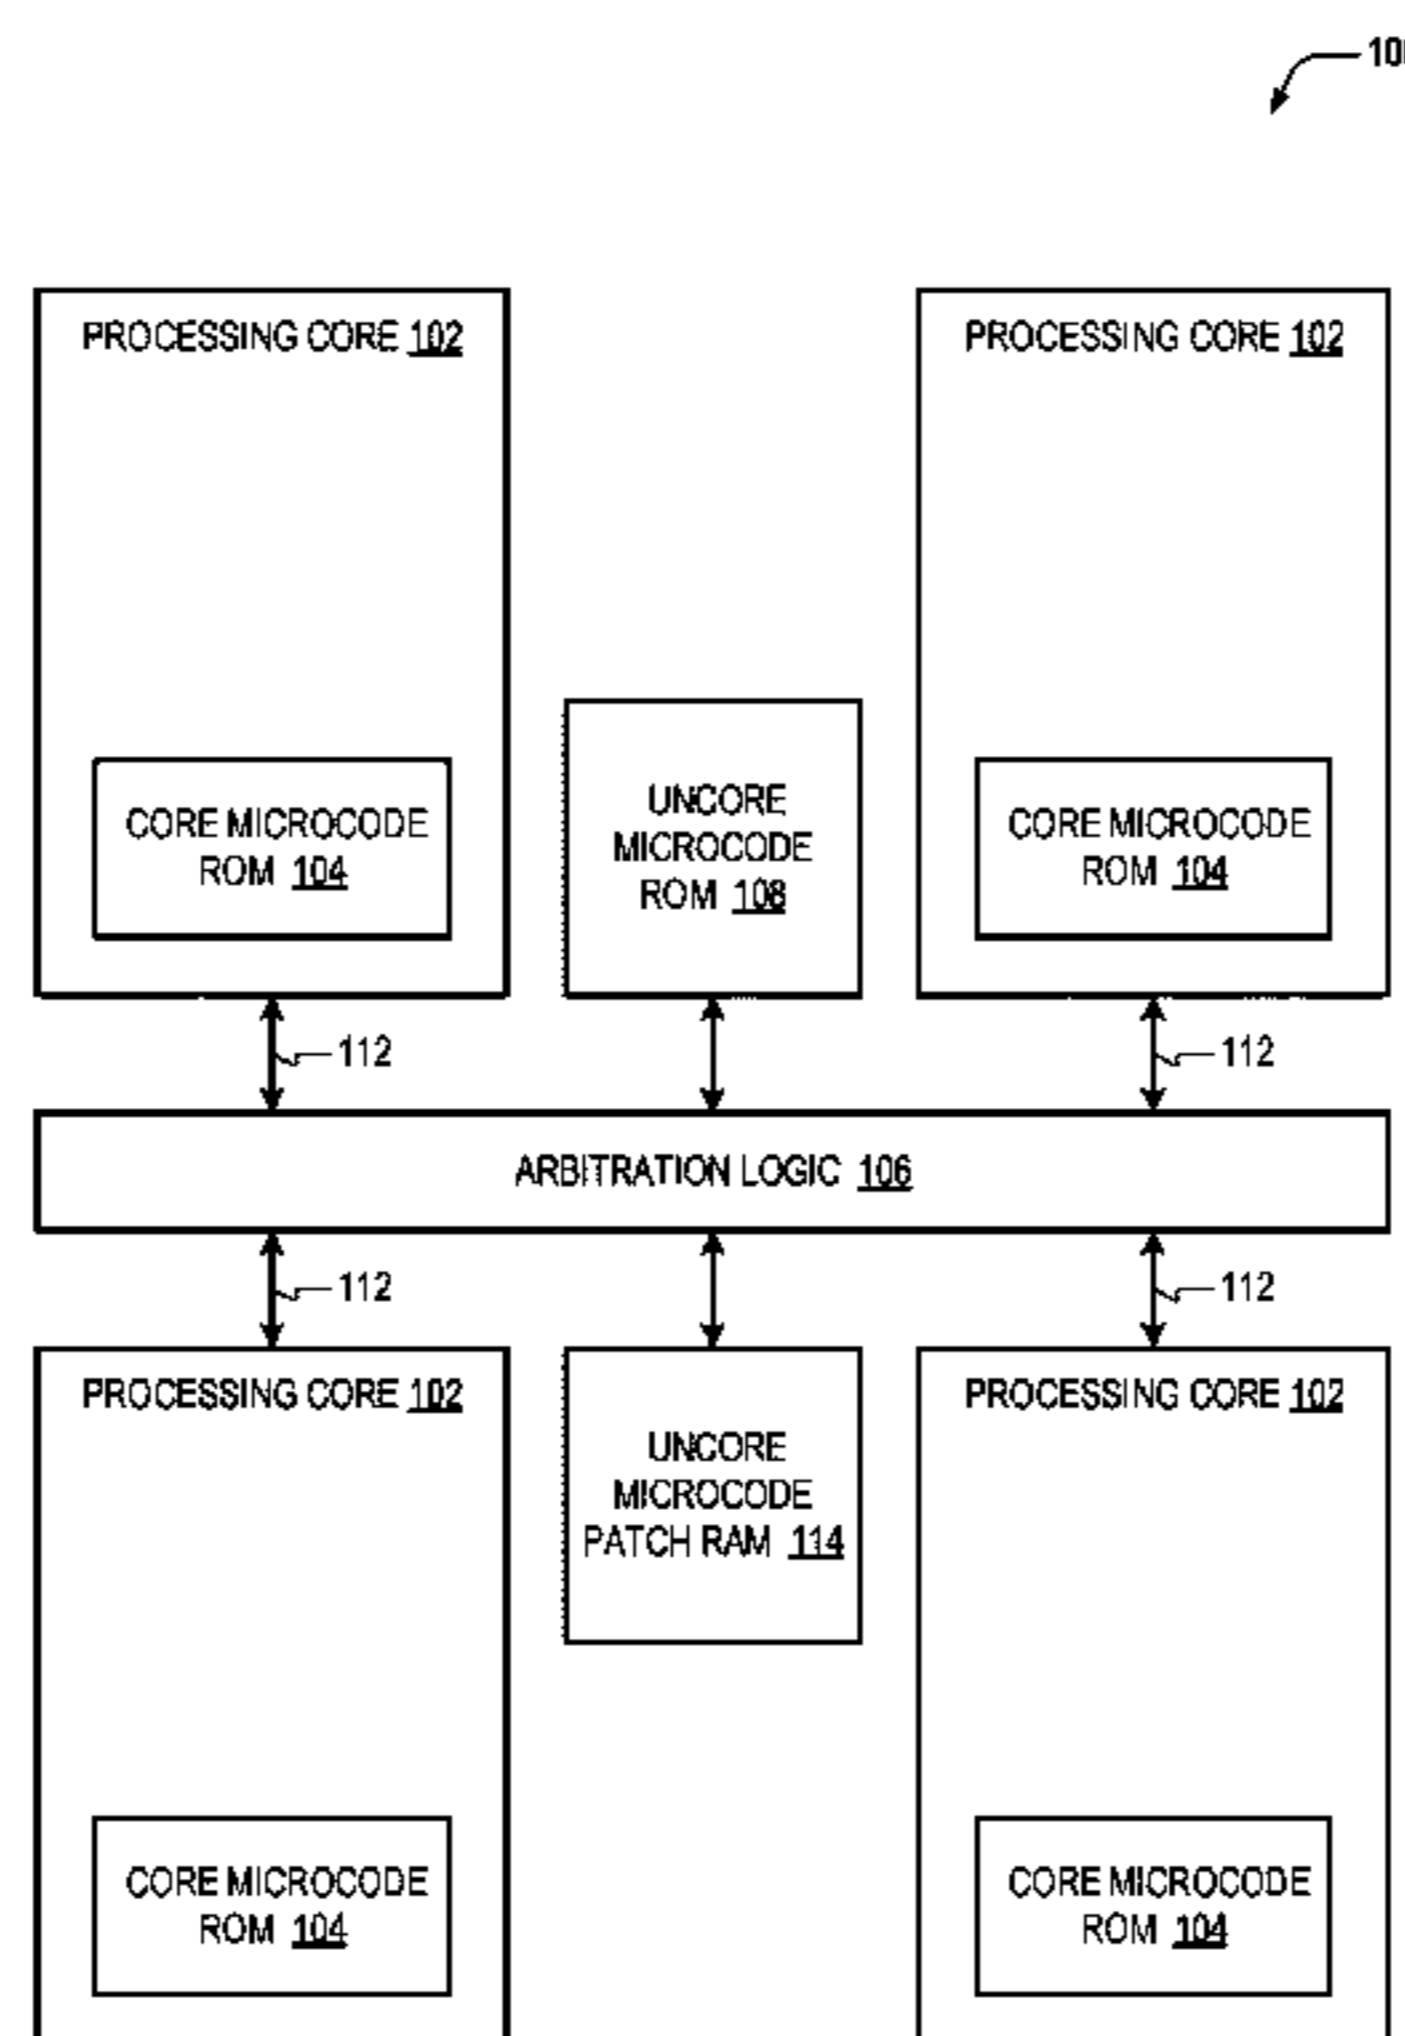 PROCESSING CORE 102
PROCESSING CORE 102
CORE MICROCODE
ROM 104
UNCORE
MICROCODE
ROM 108
CORE MICROCODE
ROM 104
112
112
ARBITRATION LOGIC 106
112
112
PROCESSING CORE 102
PROCESSING CORE 102
UNCORE
MICROCODE
PATCH RAM 114
CORE MICROCODE
ROM 104
CORE MICROCODE
ROM 104